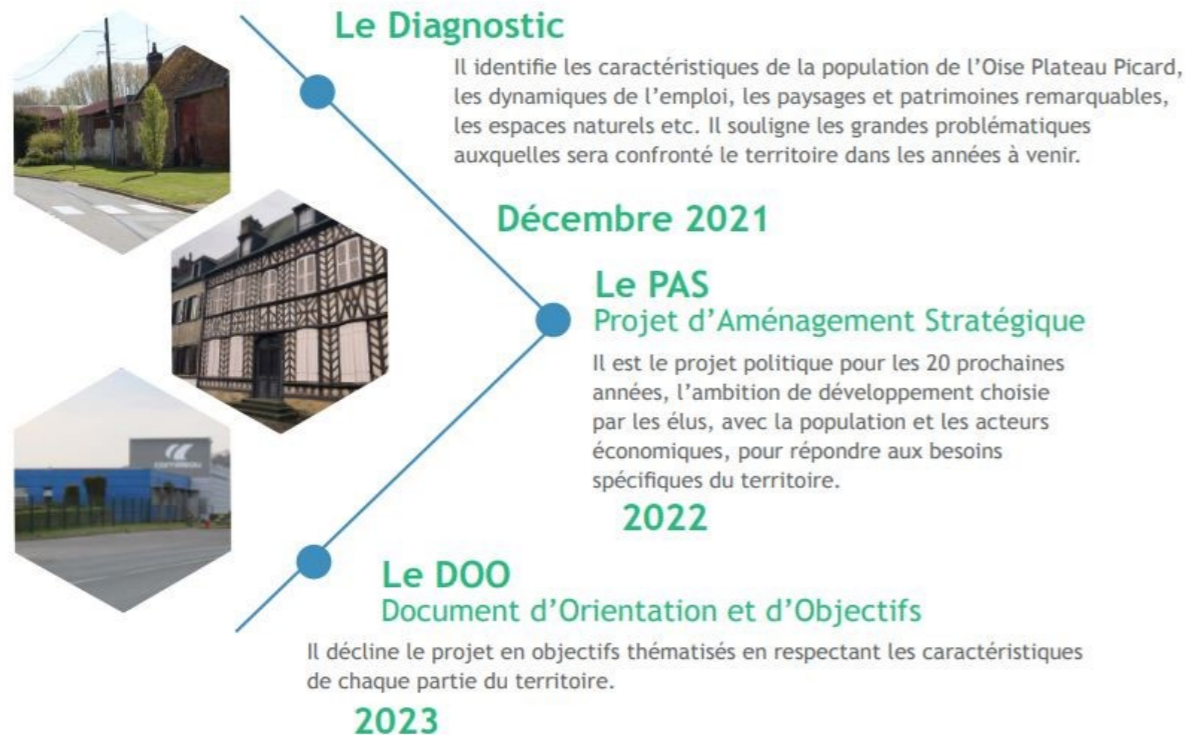 Le Diagnostic
Il identifie les caractéristiques de la population de l'Oise Plateau Picard,
les dynamiques de l'emploi, les paysages et patrimoines remarquables,
les espaces naturels etc. Il souligne les grandes problématiques
auxquelles sera confronté le territoire dans les années à venir.
Décembre 2021
Le PAS
Projet d'Aménagement Stratégique
Il est le projet politique pour les 20 prochaines
années, l'ambition de développement choisie
par les élus, avec la population et les acteurs
économiques, pour répondre aux besoins
spécifiques du territoire.
2022
Le DOO
Document d'Orientation et d'Objectifs
Il décline le projet en objectifs thématisés en respectant les caractéristiques
de chaque partie du territoire.
2023